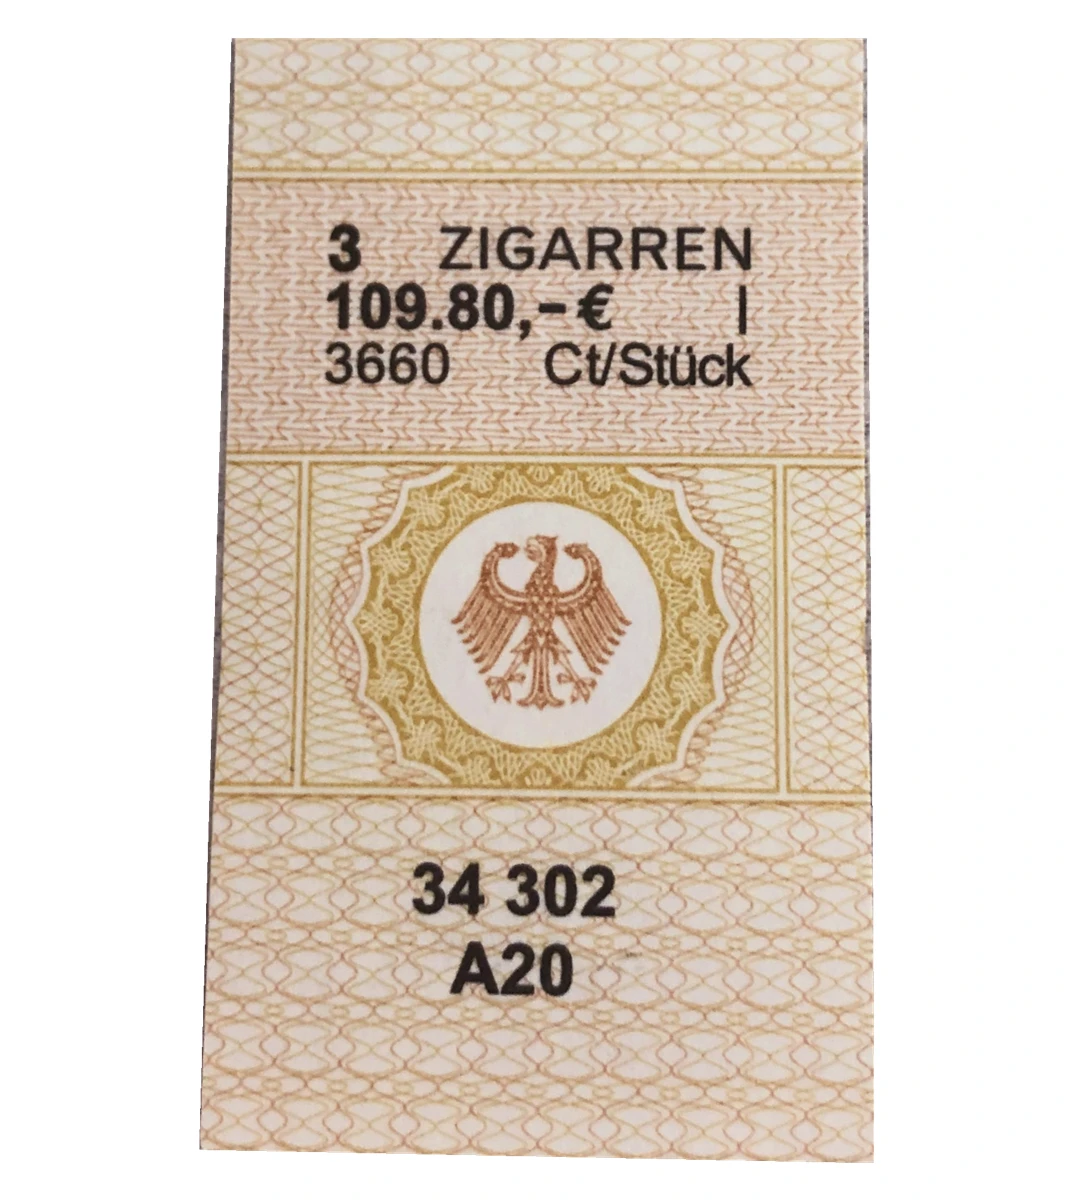 3 ZIGARREN
109.80,-€ I
3660 Ct/Stück
34 302
A20